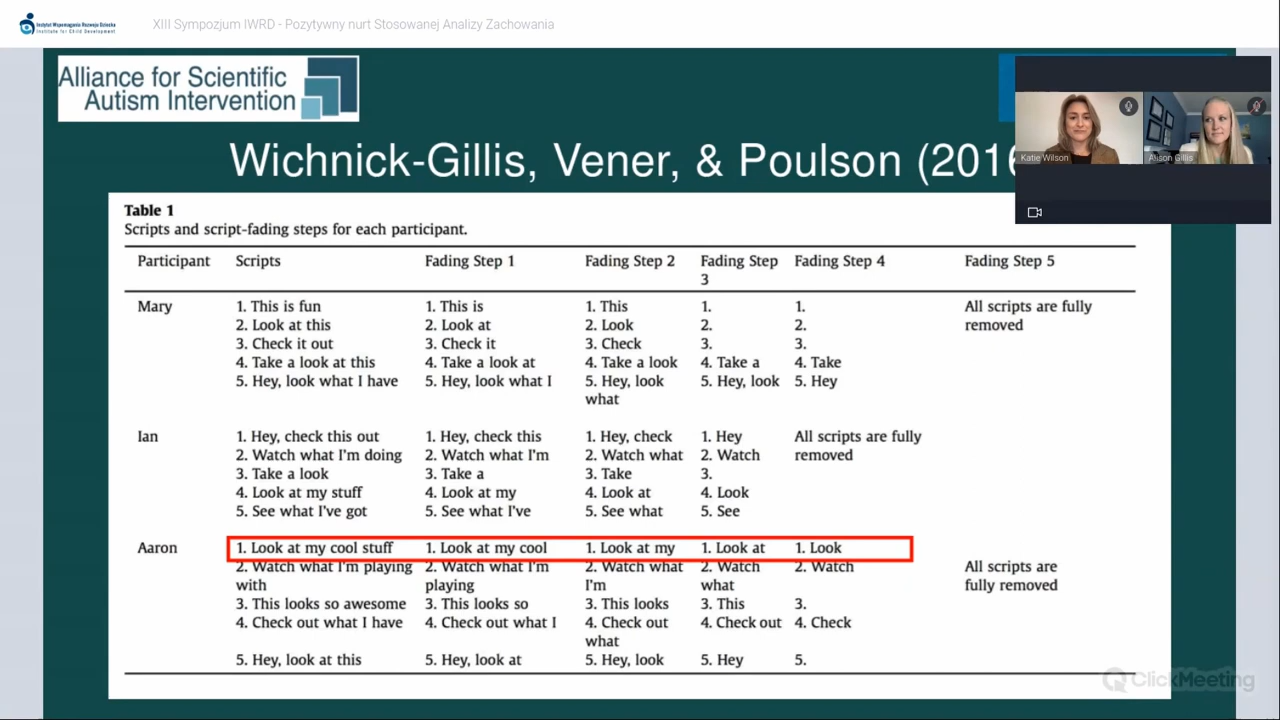 Instytut Wspomagania Rozwoju Dziecka
Institute for Child Development
XIII Sympozjum IWRD - Pozytywny nurt Stosowanej Analizy Zachowania
Alliance for Scientific
Autism Intervention
Katie Wilson
Alison Gillis
Wichnick-Gillis, Vener, & Poulson (2016
Table 1
Scripts and script-fading steps for each participant.
Participant Scripts Fading Step 1 Fading Step 2 Fading Step 3 Fading Step 4 Fading Step 5
Mary 1. This is fun 1. This is 1. This 1. 1. All scripts are fully
2. Look at this 2. Look at 2. Look 2. 2. removed
3. Check it out 3. Check it 3. Check 3. 3.
4. Take a look at this 4. Take a look at 4. Take a look 4. Take a 4. Take
5. Hey, look what I have 5. Hey, look what I 5. Hey, look 5. Hey, look 5. Hey
what
Ian 1. Hey, check this out 1. Hey, check this 1. Hey, check 1. Hey All scripts are fully
2. Watch what I'm doing 2. Watch what I'm 2. Watch what 2. Watch removed
3. Take a look 3. Take a 3. Take 3.
4. Look at my stuff 4. Look at my 4. Look at 4. Look
5. See what I've got 5. See what I've 5. See what 5. See
Aaron 1. Look at my cool stuff 1. Look at my cool 1. Look at my 1. Look at 1. Look
2. Watch what I'm playing 2. Watch what I'm 2. Watch what 2. Watch 2. Watch All scripts are
with playing I'm what fully removed
3. This looks so awesome 3. This looks so 3. This looks 3. This 3.
4. Check out what I have 4. Check out what I 4. Check out 4. Check out 4. Check
what
5. Hey, look at this 5. Hey, look at 5. Hey, look 5. Hey 5.
ClickMeeting